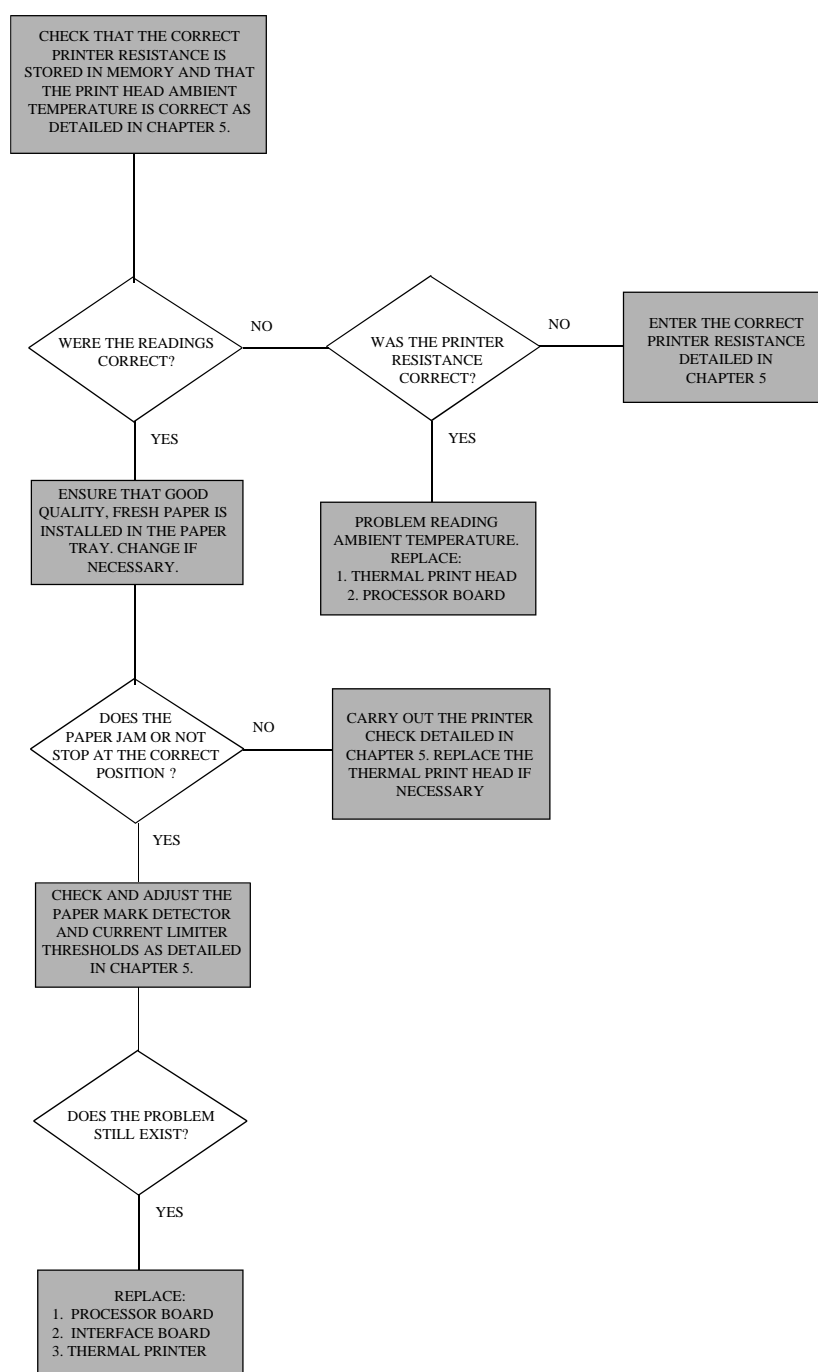 CHECK THAT THE CORRECT
PRINTER RESISTANCE IS
STORED IN MEMORY AND THAT
THE PRINT HEAD AMBIENT
TEMPERATURE IS CORRECT AS
DETAILED IN CHAPTER 5.
WERE THE READINGS
CORRECT?
NO
WAS THE PRINTER
RESISTANCE
CORRECT?
NO
ENTER THE CORRECT
PRINTER RESISTANCE
DETAILED IN
CHAPTER 5
YES
YES
ENSURE THAT GOOD
QUALITY, FRESH PAPER IS
INSTALLED IN THE PAPER
TRAY. CHANGE IF
NECESSARY.
PROBLEM READING
AMBIENT TEMPERATURE.
REPLACE:
1. THERMAL PRINT HEAD
2. PROCESSOR BOARD
DOES THE
PAPER JAM OR NOT
STOP AT THE CORRECT
POSITION ?
NO
CARRY OUT THE PRINTER
CHECK DETAILED IN
CHAPTER 5. REPLACE THE
THERMAL PRINT HEAD IF
NECESSARY
YES
CHECK AND ADJUST THE
PAPER MARK DETECTOR
AND CURRENT LIMITER
THRESHOLDS AS DETAILED
IN CHAPTER 5.
DOES THE PROBLEM
STILL EXIST?
YES
REPLACE:
1. PROCESSOR BOARD
2. INTERFACE BOARD
3. THERMAL PRINTER